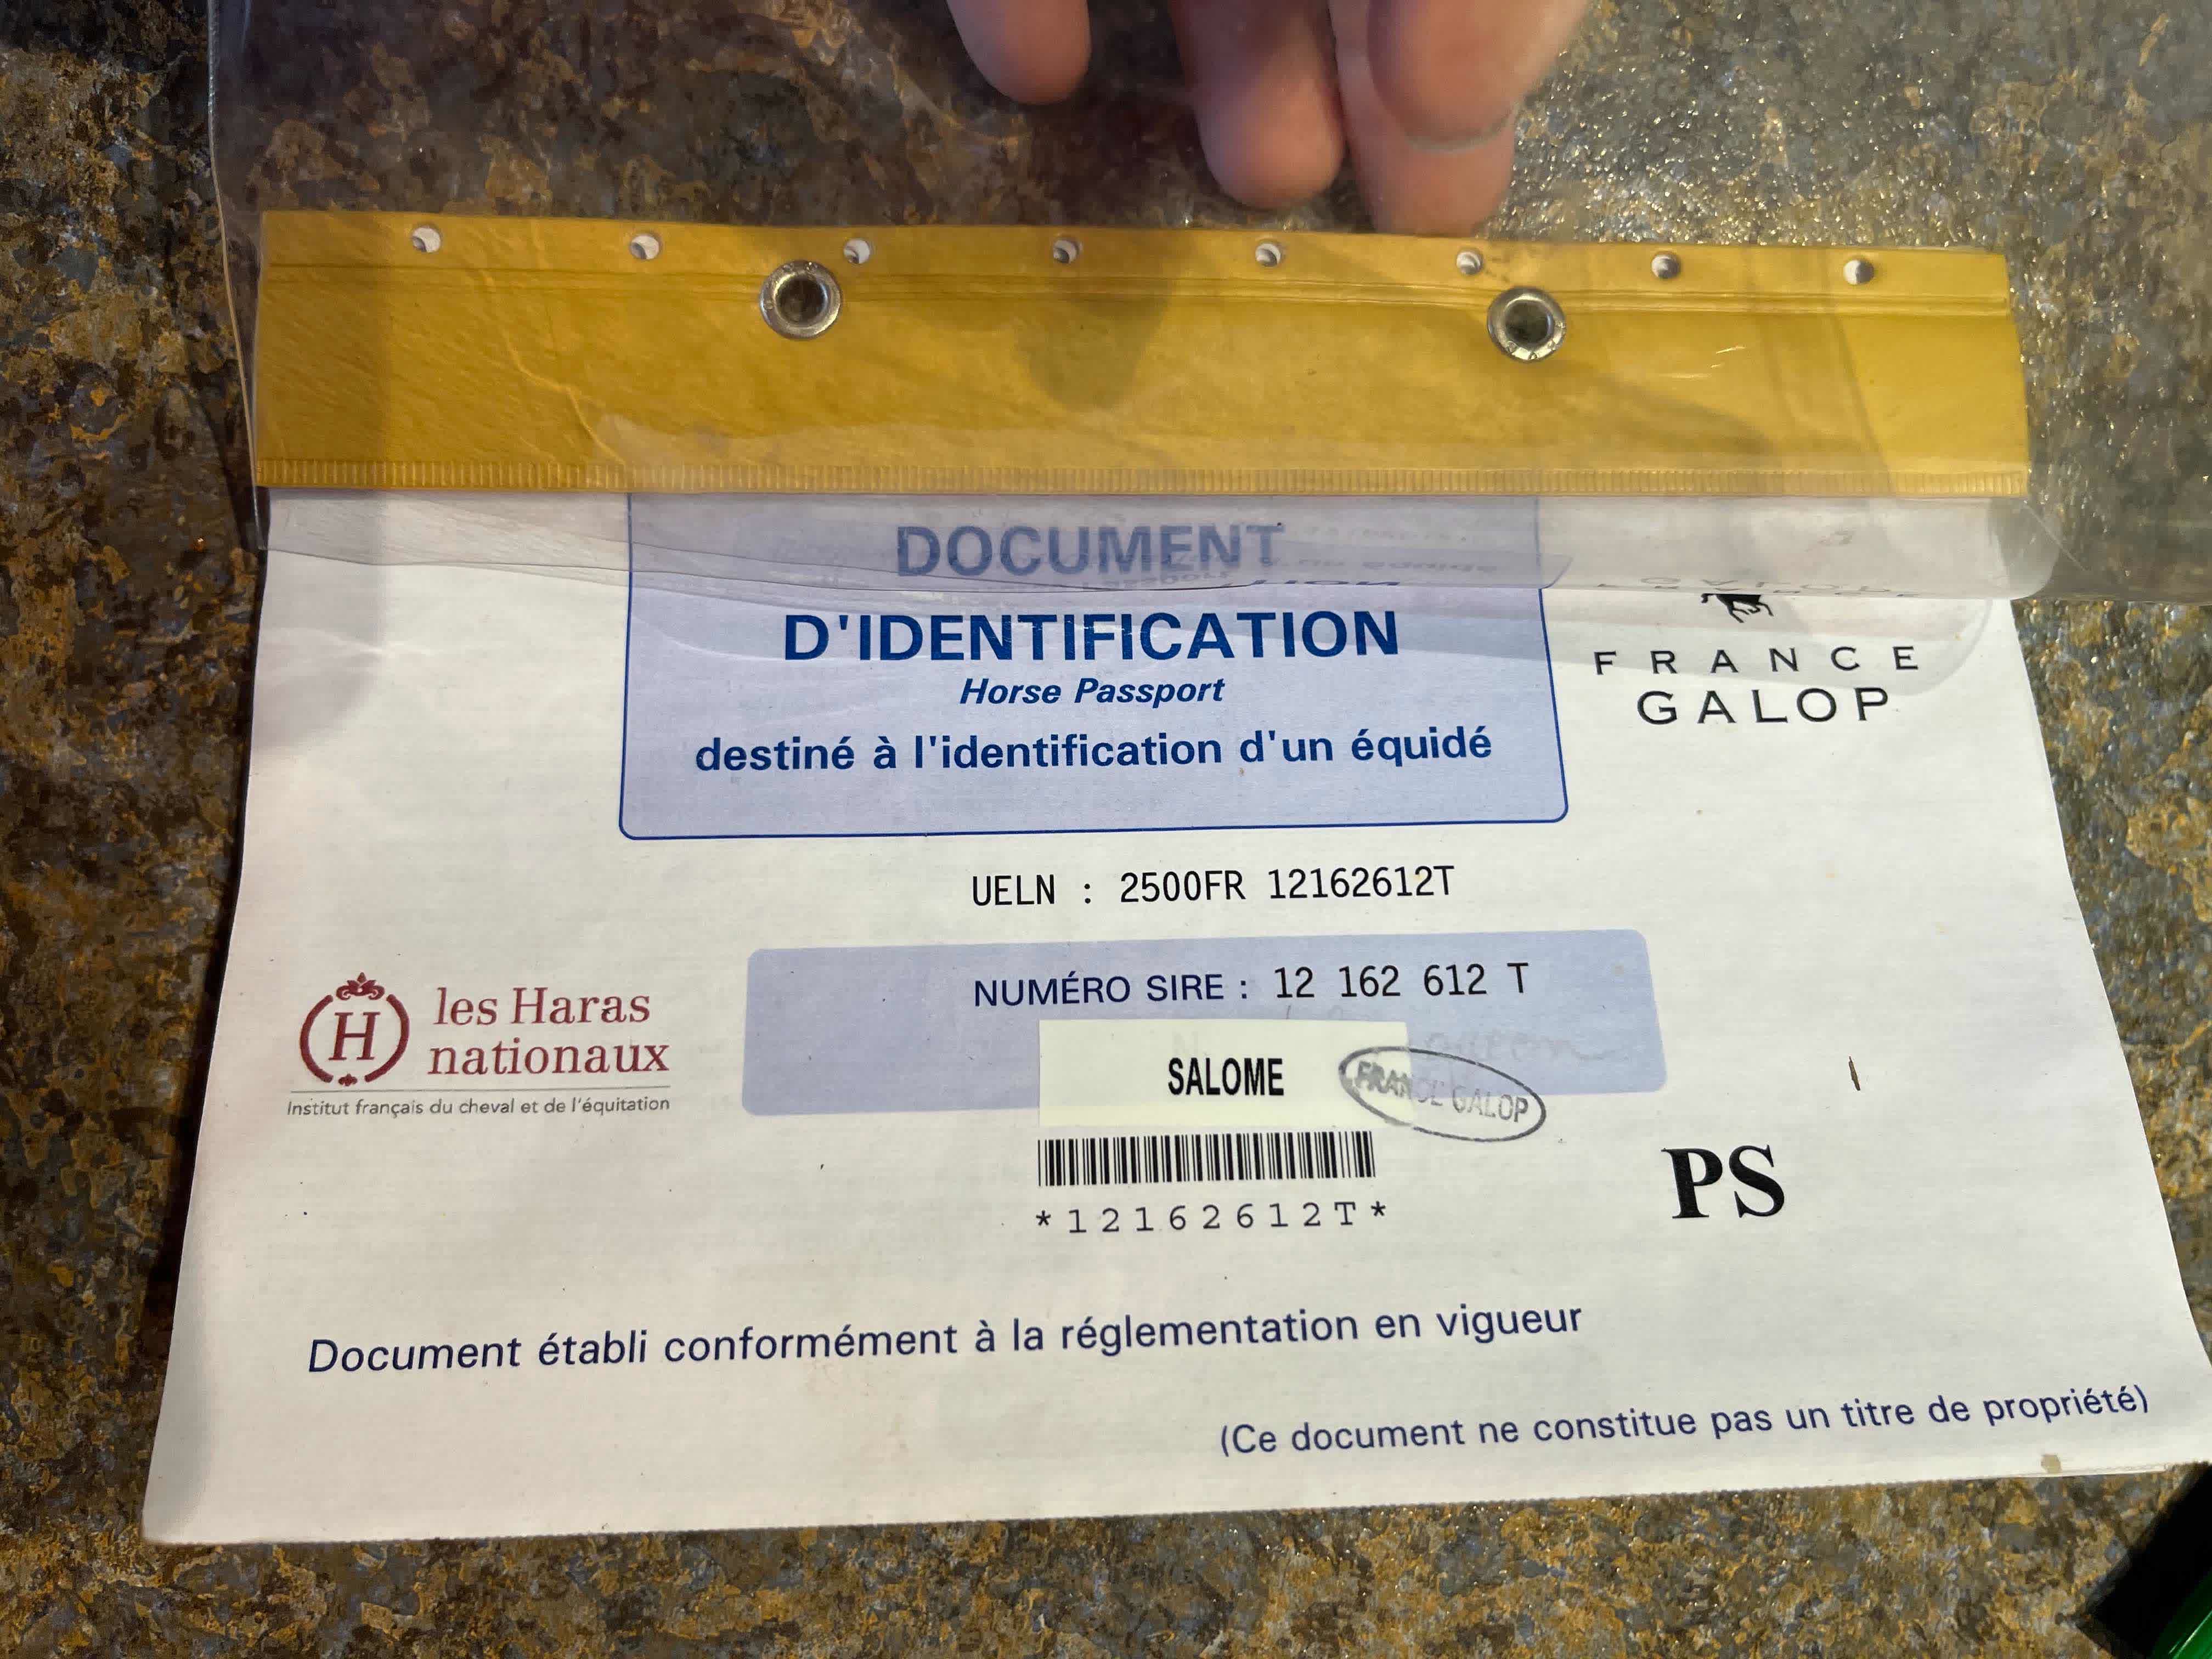 DOCUMENT
D'IDENTIFICATION
Horse Passport
destiné à l'identification d'un équidé
FRANCE
GALOP
UELN : 2500FR 12162612T
les Haras
nationaux
Institut français du cheval et de l'équitation
H
NUMÉRO SIRE : 12 162 612 T
SALOME
FRANCE GALOP
*12162612T*
PS
Document établi conformément à la réglementation en vigueur
(Ce document ne constitue pas un titre de propriété)